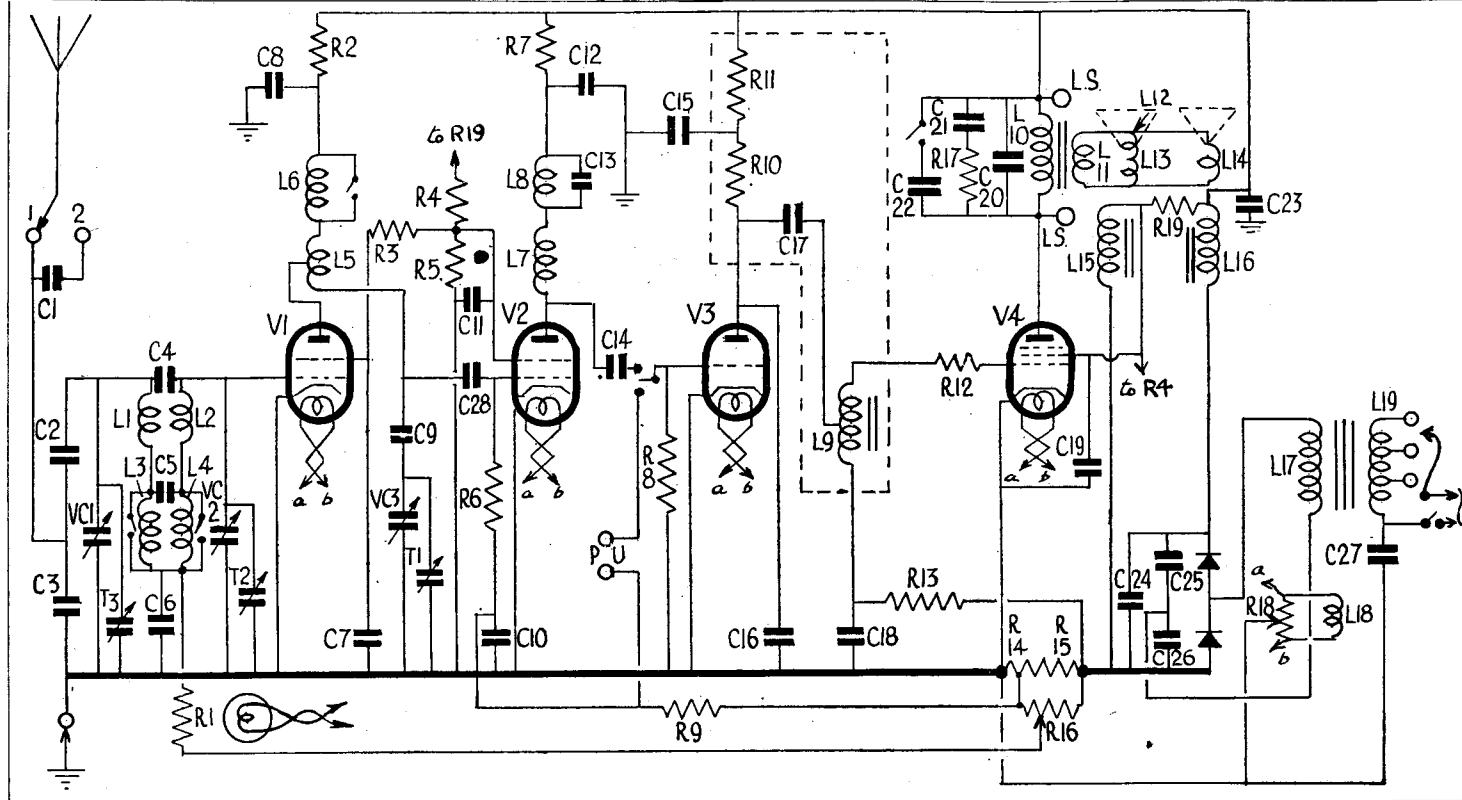 C8
R2
R7
C12
C15
R11
L.S.
L12
C 21
L 10
to R19
L6
R4
L8
C13
R10
R17
C 20
C 22
L 11
L13
L14
1
2
R3
R5
L7
C17
L.S.
R19
C23
C1
L5
L15
L16
V1
C11
V2
C14
V3
V4
C4
C28
R12
to R4
L19
C2
L1
L2
C9
L9
C19
L17
L3
C5
L4
a b
R6
a b
R 8
a b
a b
VC1
VC 2
VC3
T1
P U
C27
C3
T3
C6
T2
C7
C10
C16
C18
R13
R 14
R 15
C24
C25
C26
a
R18
b
L18
R1
R9
R16